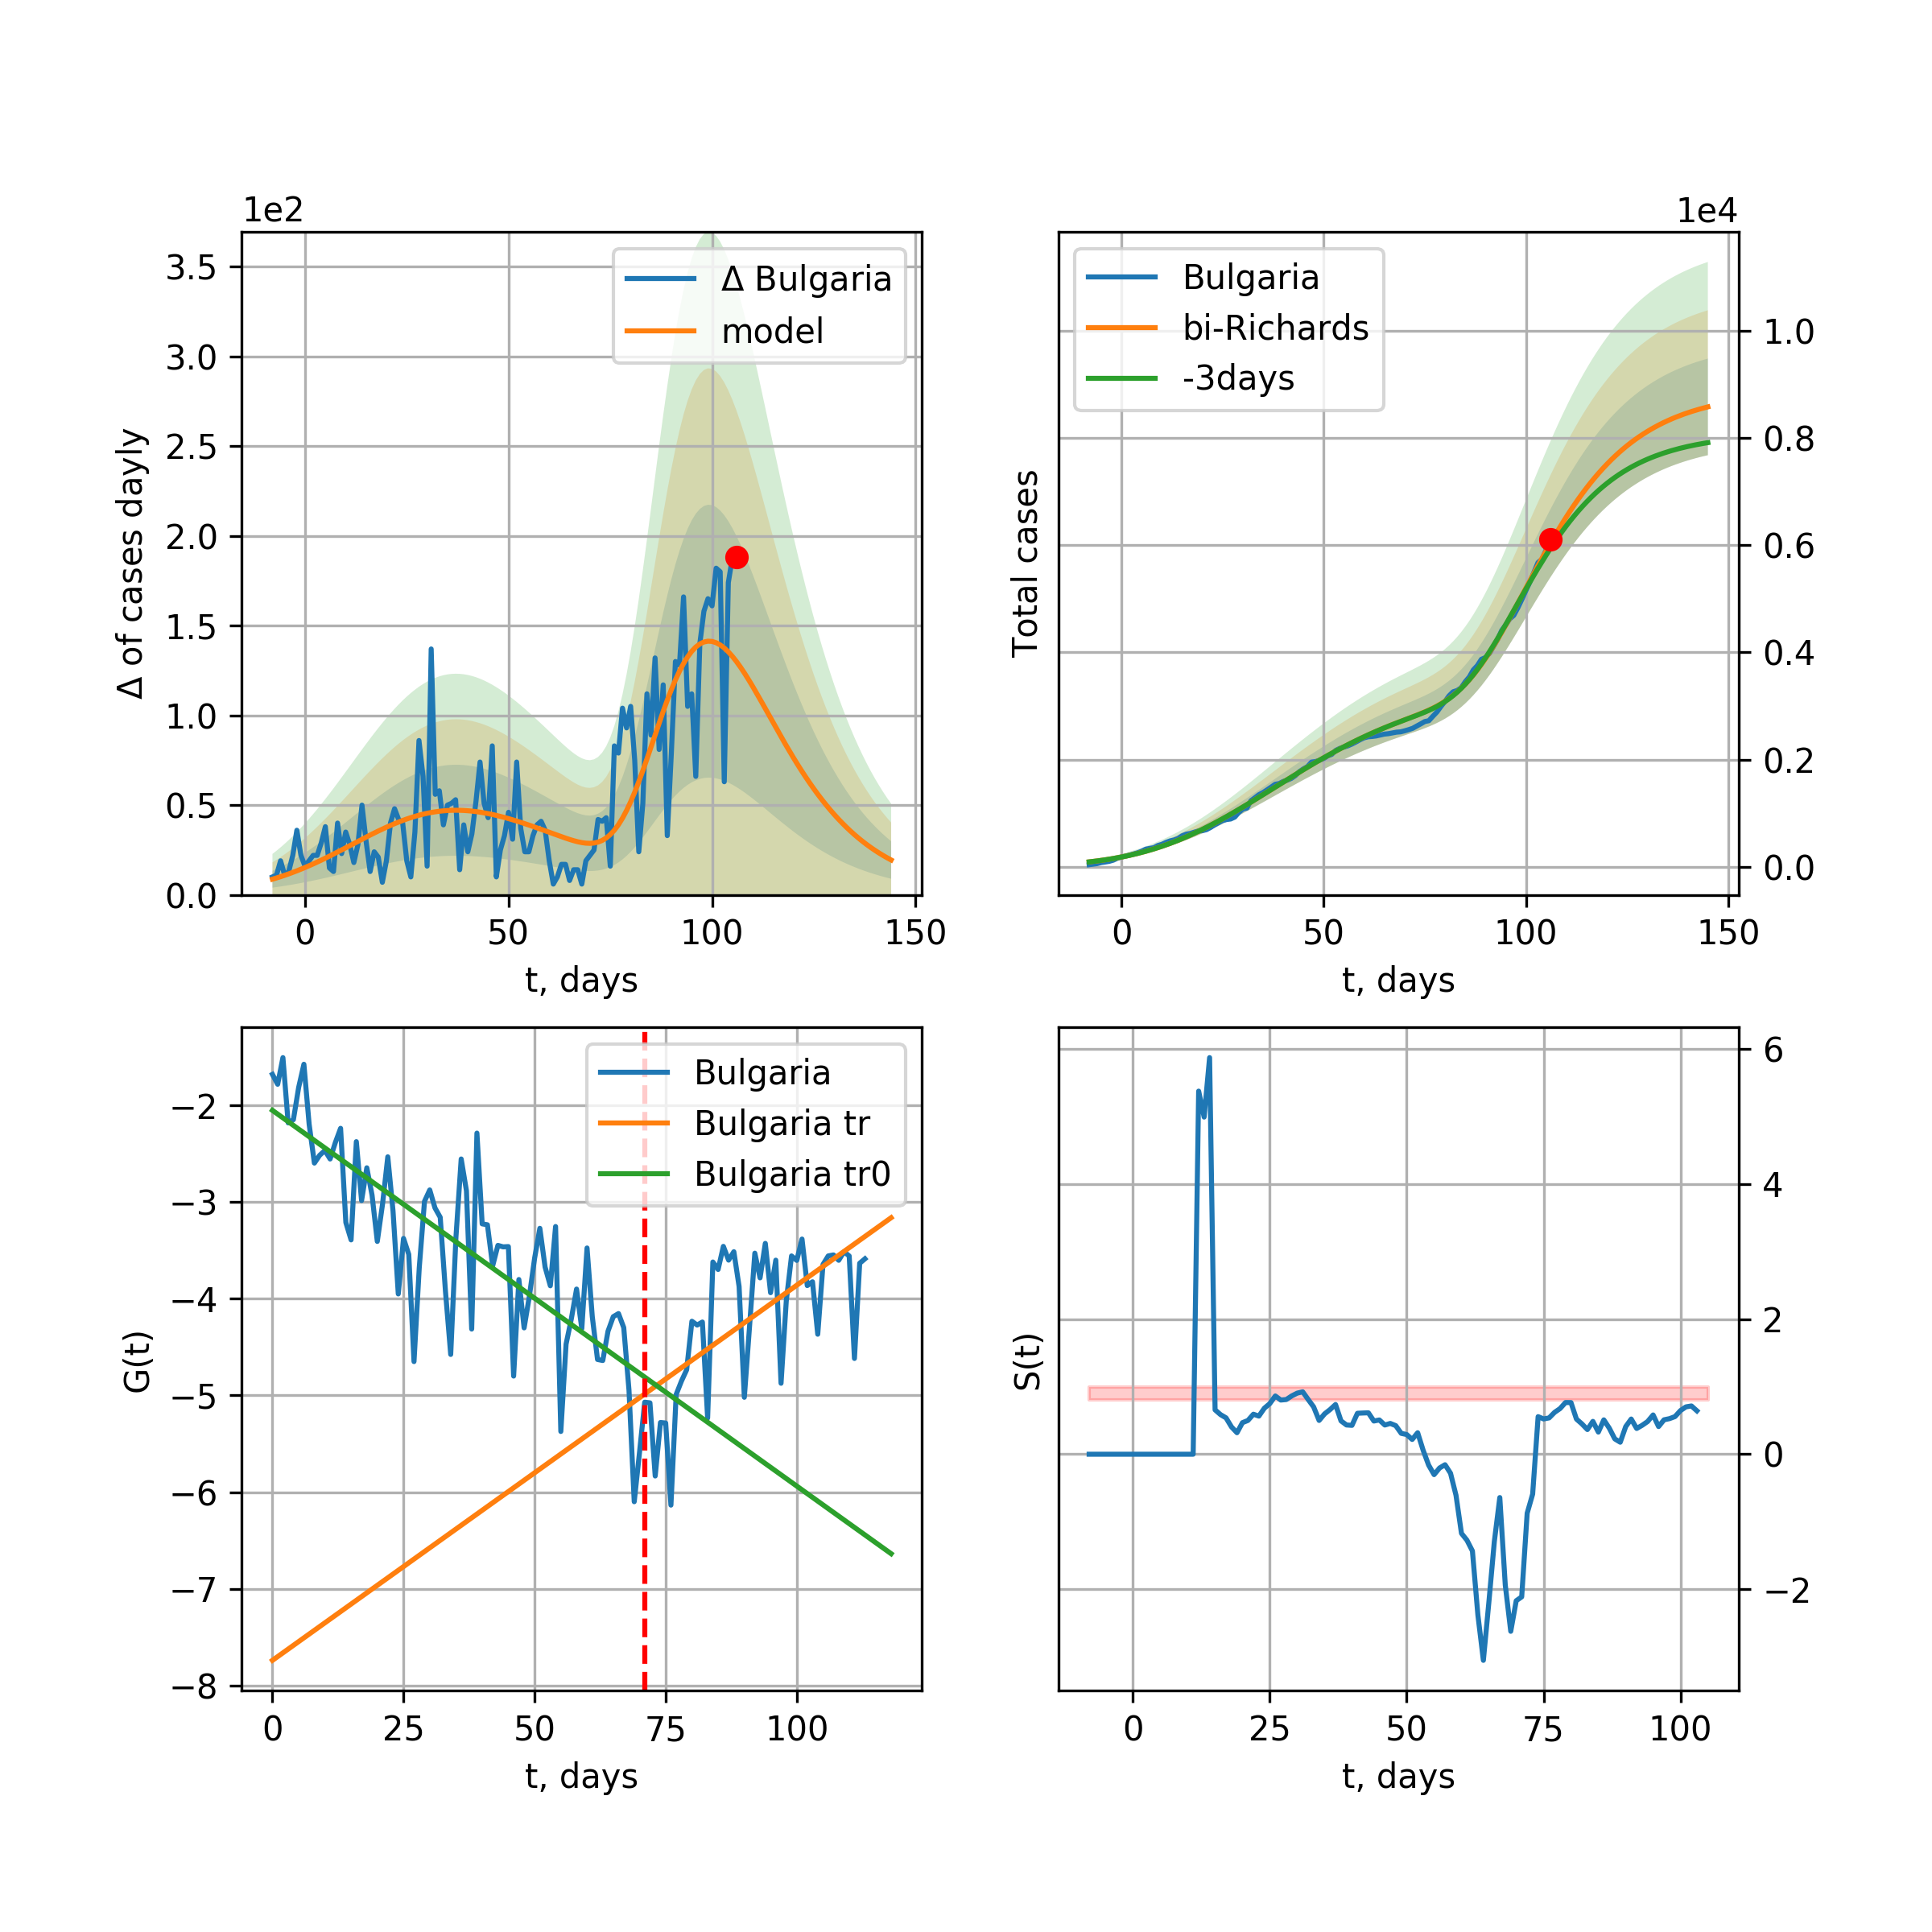 1e2
3.5
3.0
2.5
2.0
1.5
1.0
0.5
0.0
Δ of cases dayly
Δ Bulgaria
model
0 50 100 150
t, days
1e4
Bulgaria
bi-Richards
-3days
Total cases
1.0
0.8
0.6
0.4
0.2
0.0
0 50 100 150
t, days
−2
−3
−4
−5
−6
−7
−8
G(t)
Bulgaria
Bulgaria tr
Bulgaria tr0
0 25 50 75 100
t, days
S(t)
6
4
2
0
−2
0 25 50 75 100
t, days